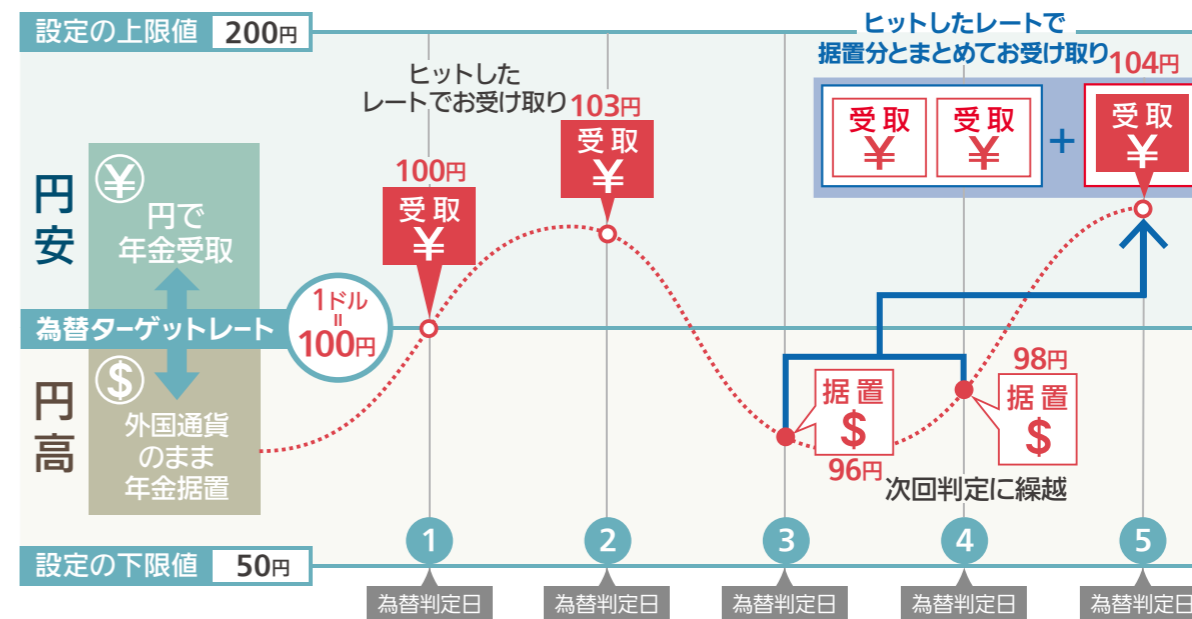 設定の上限値 200円
ヒットしたレートで
据置分とまとめてお受け取り
104円
ヒットした
レートでお受け取り
103円
受取
¥
100円
受取
¥
受取
¥
受取
¥
+
受取
¥
円安
¥
円で
年金受取
為替ターゲットレート
1ドル
=
100円
円高
$
外国通貨
のまま
年金据置
据置
$
96円
98円
据置
$
次回判定に繰越
1
2
3
4
5
設定の下限値 50円
為替判定日
為替判定日
為替判定日
為替判定日
為替判定日